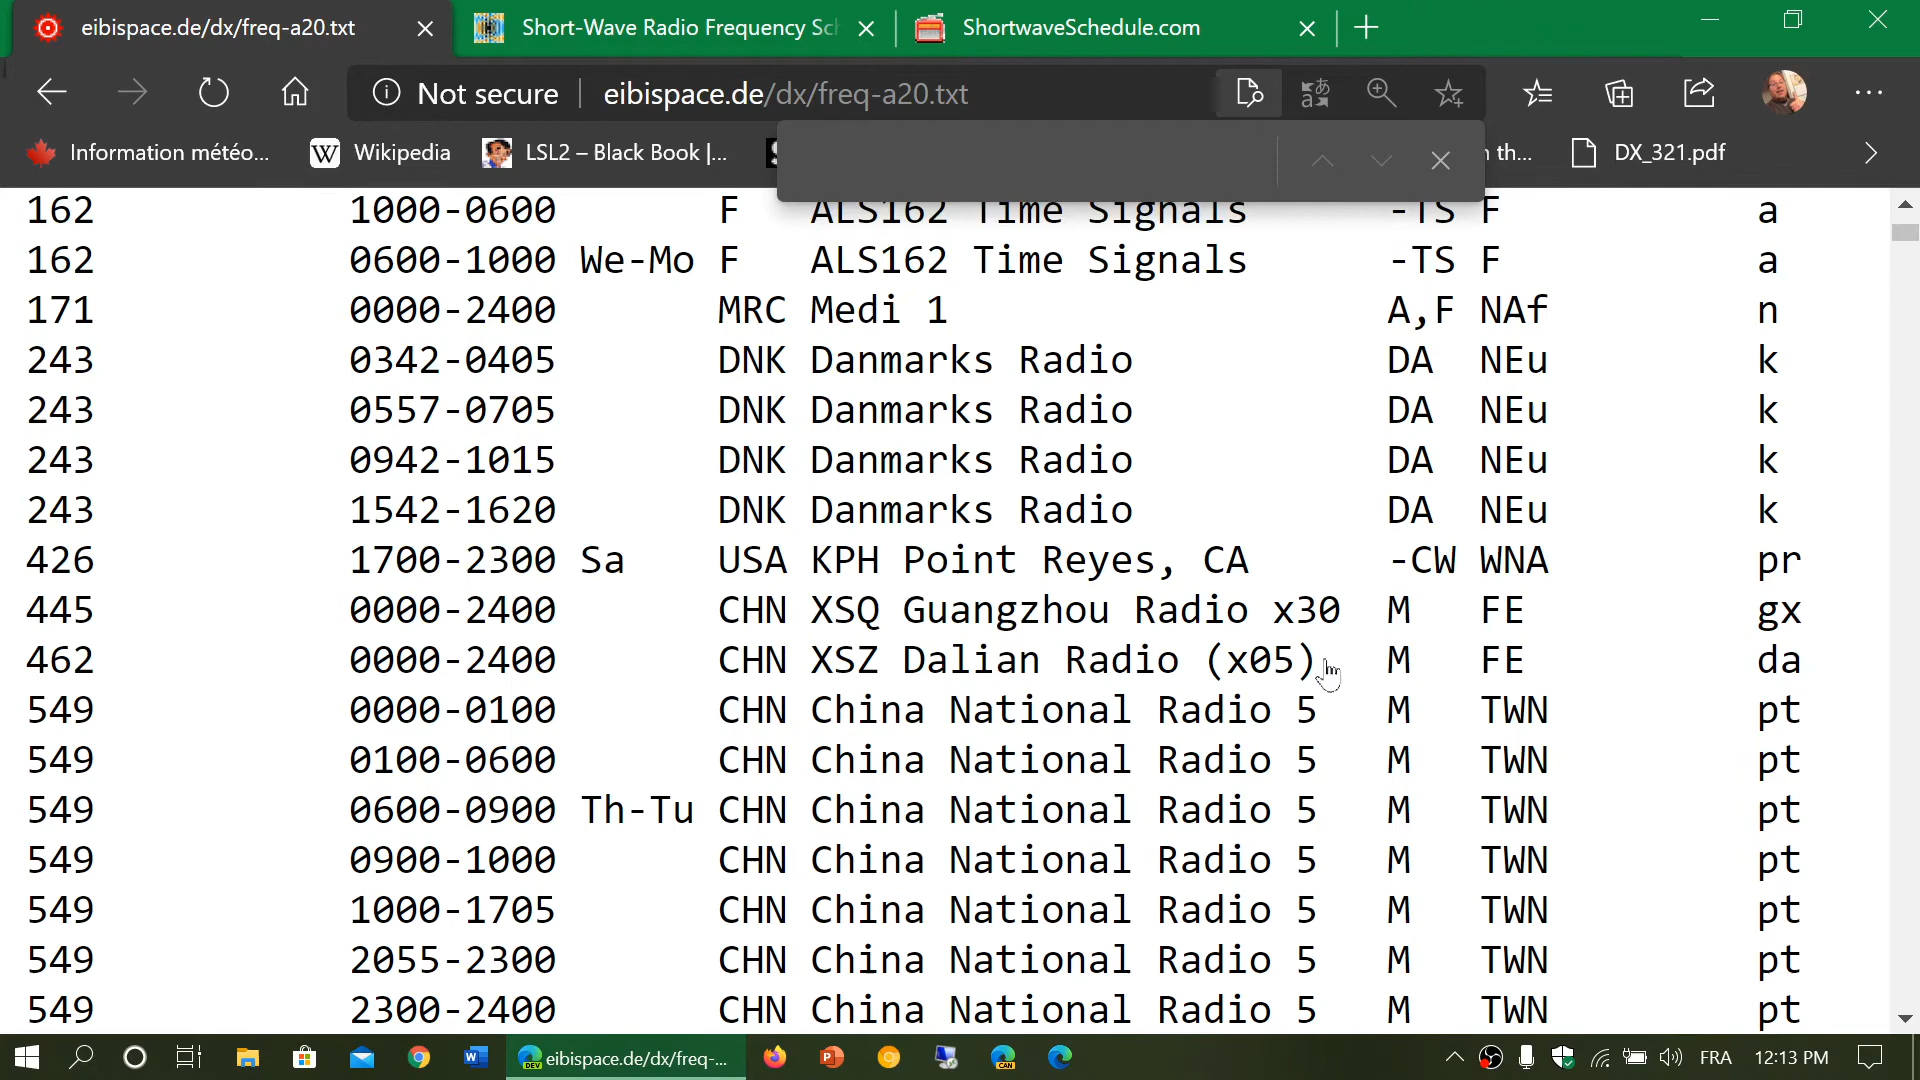 eibispace.de/dx/freq-a20.txt
Short-Wave Radio Frequency Sch
ShortwaveSchedule.com
Not secure eibispace.de/dx/freq-a20.txt
Information météo...
W Wikipedia
LSL2 – Black Book |...
n th...
DX_321.pdf
162 1000-0600 F ALS162 Time Signals -TS F a
162 0600-1000 We-Mo F ALS162 Time Signals -TS F a
171 0000-2400 MRC Medi 1 A,F NAf n
243 0342-0405 DNK Danmarks Radio DA NEu k
243 0557-0705 DNK Danmarks Radio DA NEu k
243 0942-1015 DNK Danmarks Radio DA NEu k
243 1542-1620 DNK Danmarks Radio DA NEu k
426 1700-2300 Sa USA KPH Point Reyes, CA -CW WNA pr
445 0000-2400 CHN XSQ Guangzhou Radio x30 M FE gx
462 0000-2400 CHN XSZ Dalian Radio (x05) M FE da
549 0000-0100 CHN China National Radio 5 M TWN pt
549 0100-0600 CHN China National Radio 5 M TWN pt
549 0600-0900 Th-Tu CHN China National Radio 5 M TWN pt
549 0900-1000 CHN China National Radio 5 M TWN pt
549 1000-1705 CHN China National Radio 5 M TWN pt
549 2055-2300 CHN China National Radio 5 M TWN pt
549 2300-2400 CHN China National Radio 5 M TWN pt
eibispace.de/dx/freq-...
DEV
CAN
FRA
12:13 PM